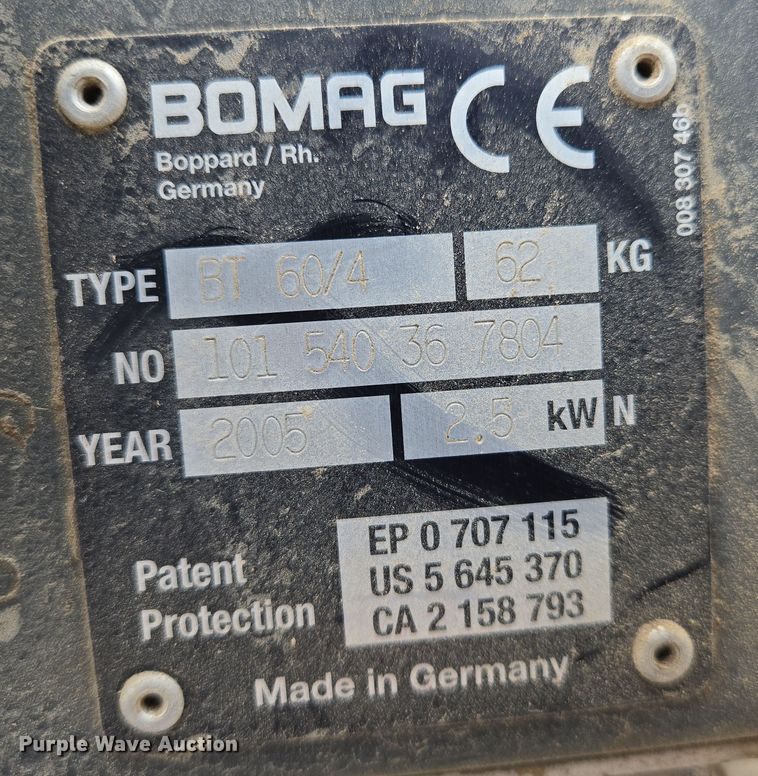 BOMAG CE
Boppard / Rh.
Germany
008 307 46b
TYPE BT 60/4 62 KG
NO 101 540 36 7804
YEAR 2005 2.5 kW N
Patent
Protection
EP 0 707 115
US 5 645 370
CA 2 158 793
Made in Germany
Purple Wave Auction